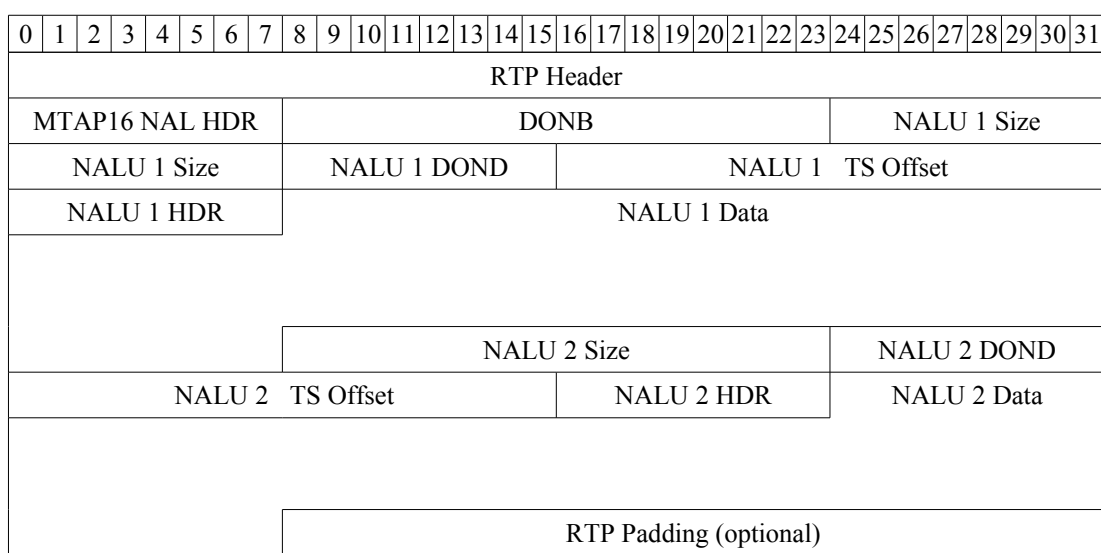 0 1 2 3 4 5 6 7 8 9 10 11 12 13 14 15 16 17 18 19 20 21 22 23 24 25 26 27 28 29 30 31
RTP Header
MTAP16 NAL HDR DONB NALU 1 Size
NALU 1 Size NALU 1 DOND NALU 1 TS Offset
NALU 1 HDR NALU 1 Data
NALU 2 Size NALU 2 DOND
NALU 2 TS Offset NALU 2 HDR NALU 2 Data
RTP Padding (optional)